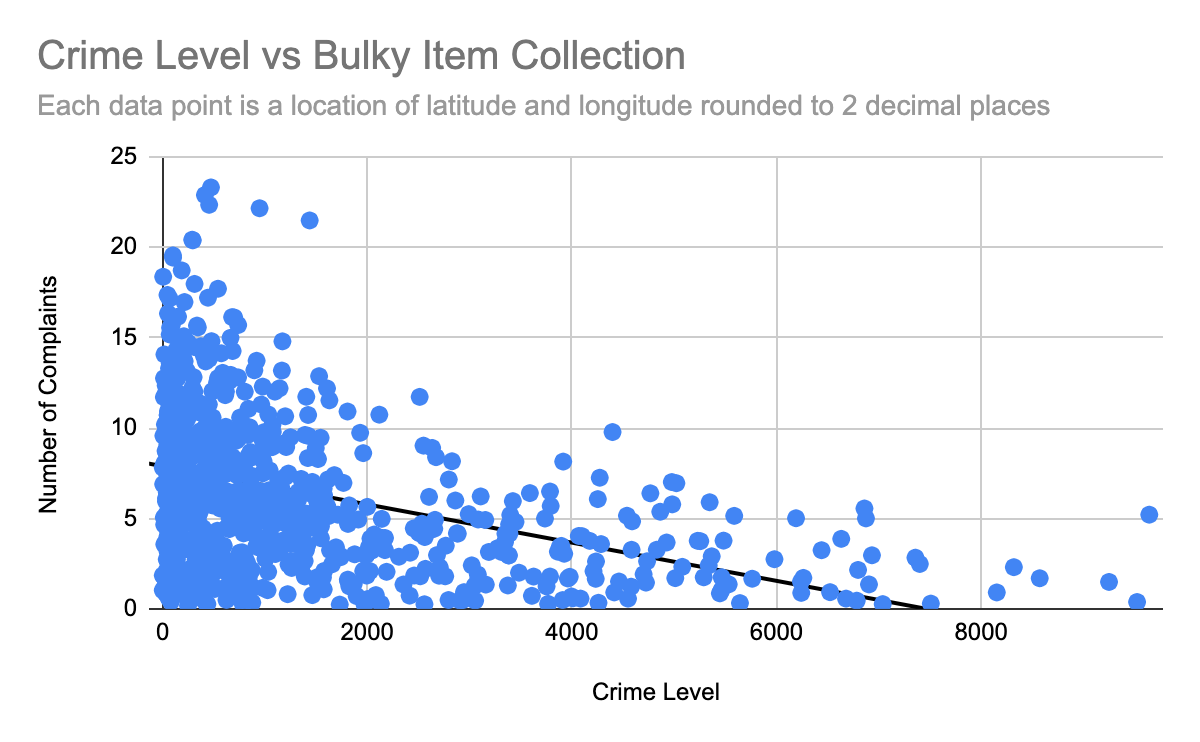 Crime Level vs Bulky Item Collection
Each data point is a location of latitude and longitude rounded to 2 decimal places
25
20
15
10
5
0
Number of Complaints
0 2000 4000 6000 8000
Crime Level